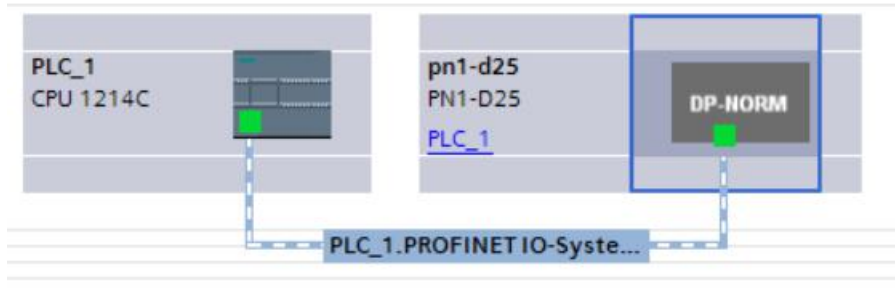 PLC_1
CPU 1214C
pn1-d25
PN1-D25
PLC_1
DP-NORM
PLC_1.PROFINET IO-Syste...